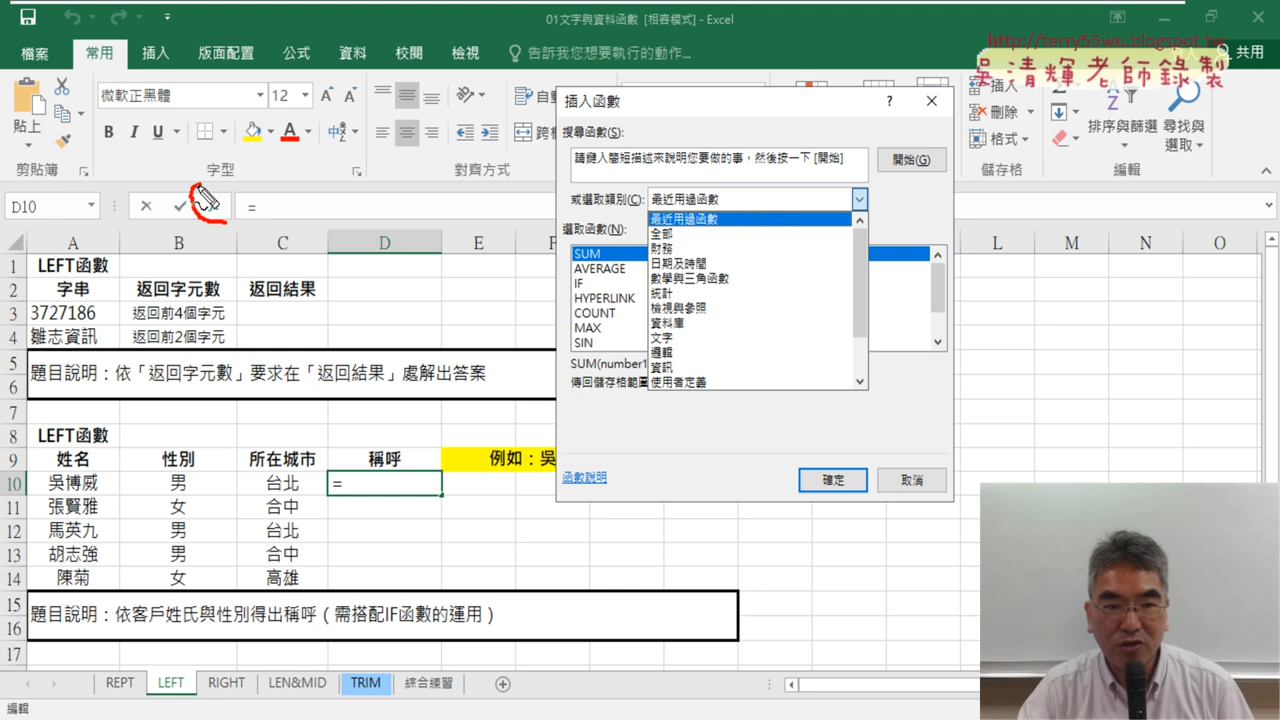 01文字與資料函數 [相容模式] - Excel
檔案 常用 插入 版面配置 公式 資料 校閱 檢視 告訴我您想要執行的動作... 共用
http://terry55wu.blogspot.tw
吳清輝老師錄製
貼上 微軟正黑體 12 B I U A 中 自動 跨欄 插入 刪除 格式 Σ 排序與篩選 尋找與選取
剪貼簿 字型 對齊方式 儲存格 編輯
D10 =
A B C D E F L M N O
1 LEFT函數
2 字串 返回字元數 返回結果
3 3727186 返回前4個字元
4 雛志資訊 返回前2個字元
5 題目說明：依「返回字元數」要求在「返回結果」處解出答案
6
7
8 LEFT函數
9 姓名 性別 所在城市 稱呼 例如：吳
10 吳博威 男 台北 =
11 張賢雅 女 台中
12 馬英九 男 台北
13 胡志強 男 台中
14 陳菊 女 高雄
15 題目說明：依客戶姓氏與性別得出稱呼（需搭配IF函數的運用）
16
17
插入函數 ?
搜尋函數(S):
請鍵入簡短描述來說明您要做的事，然後按一下 [開始]
開始(G)
或選取類別(C): 最近用過函數
最近用過函數
全部
財務
日期及時間
數學與三角函數
統計
檢視與參照
資料庫
文字
邏輯
資訊
使用者定義
選取函數(N):
SUM
AVERAGE
IF
HYPERLINK
COUNT
MAX
SIN
SUM(number1
傳回儲存格範圍
函數說明 確定 取消
REPT LEFT RIGHT LEN&MID TRIM 綜合練習
編輯